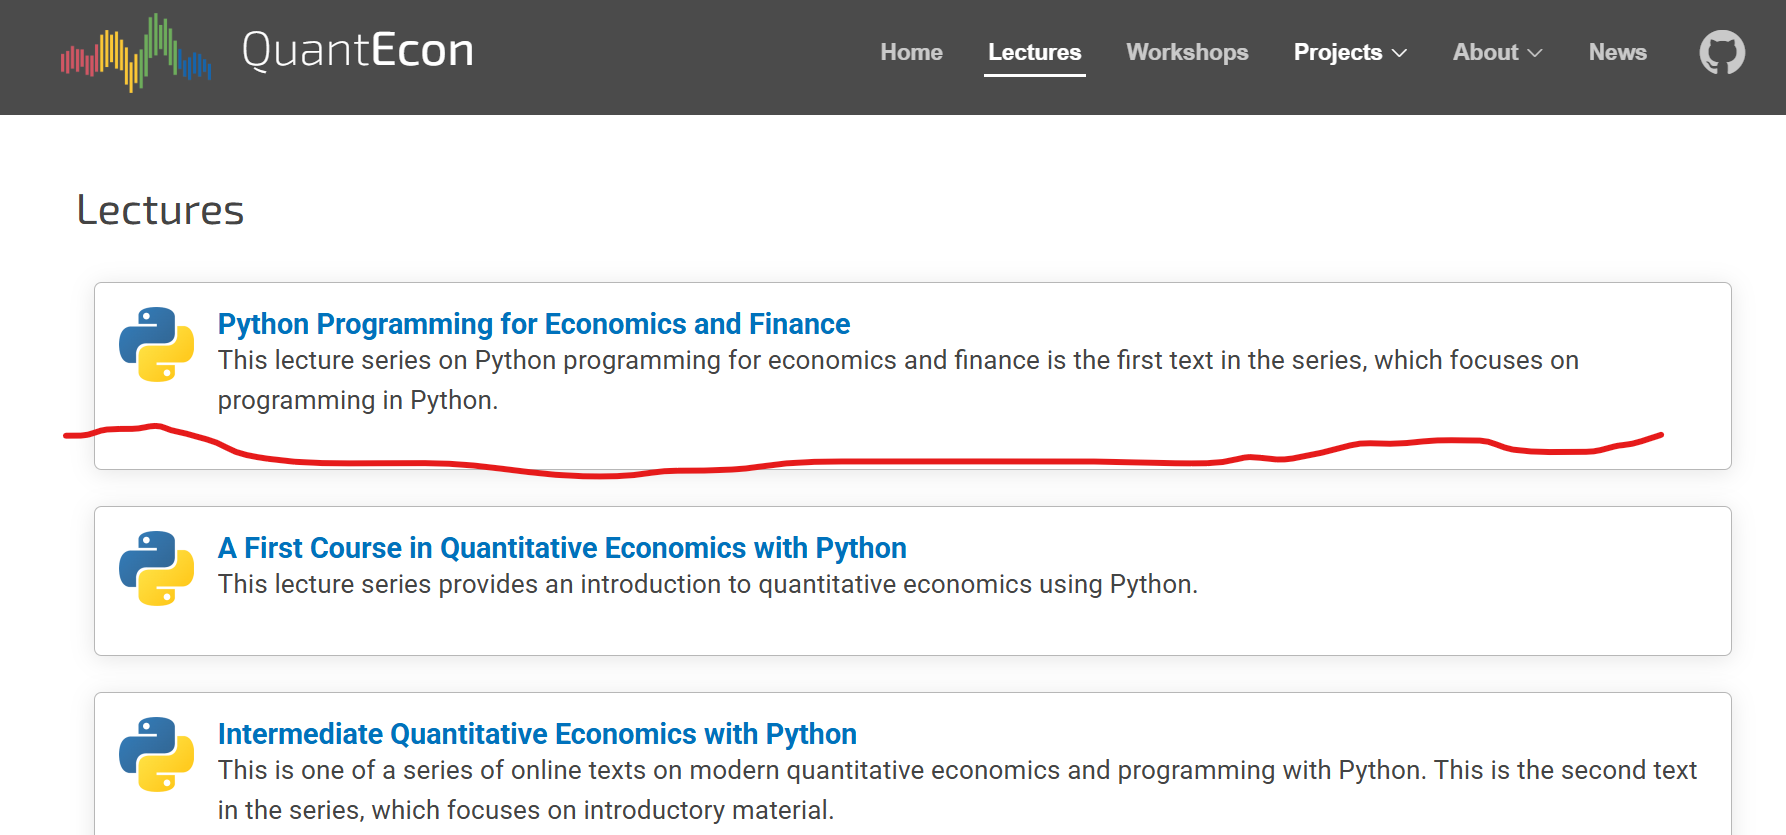 QuantEcon
Home Lectures Workshops Projects About News
Lectures
Python Programming for Economics and Finance
This lecture series on Python programming for economics and finance is the first text in the series, which focuses on
programming in Python.
A First Course in Quantitative Economics with Python
This lecture series provides an introduction to quantitative economics using Python.
Intermediate Quantitative Economics with Python
This is one of a series of online texts on modern quantitative economics and programming with Python. This is the second text
in the series, which focuses on introductory material.